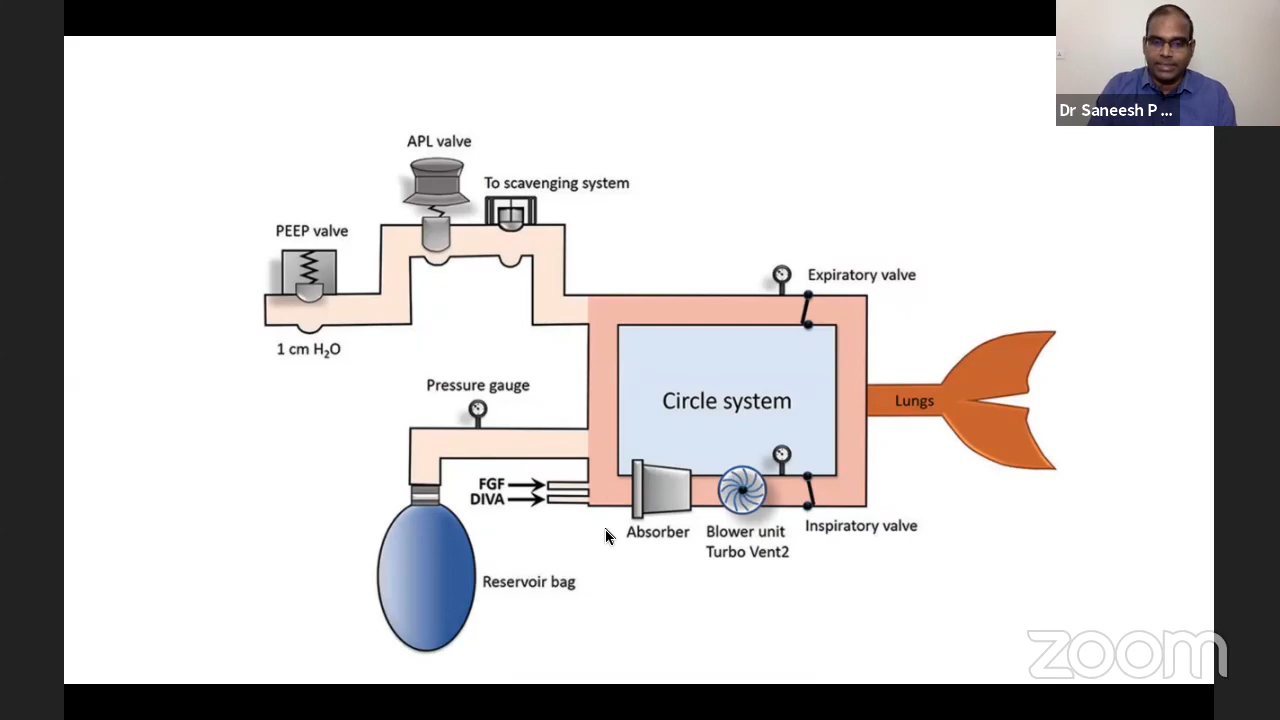 Dr Saneesh P ...
APL valve
To scavenging system
PEEP valve
Expiratory valve
1 cm H₂O
Pressure gauge
Circle system
Lungs
FGF
DIVA
Absorber
Blower unit
Turbo Vent2
Inspiratory valve
Reservoir bag
zoom